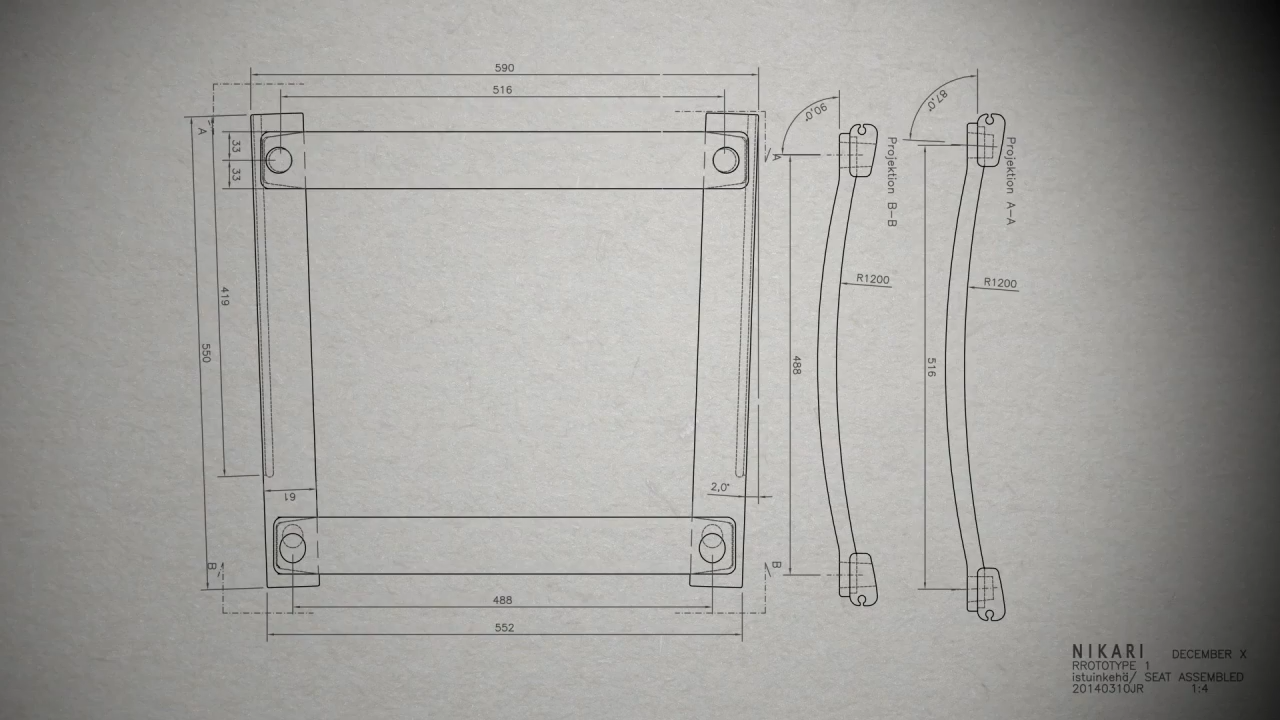 590
516
A
33
33
419
550
61
2,0°
B
B
A
488
552
90,0°
Projektion B-B
R1200
488
87,0°
Projektion A-A
R1200
516
NIKARI DECEMBER X
RROTOTYPE 1
istuinkehä/ SEAT ASSEMBLED
20140310JR 1:4